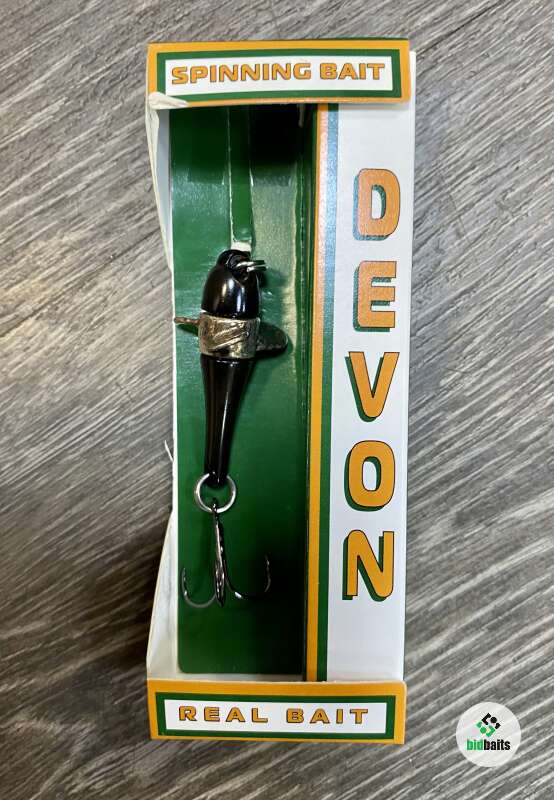 SPINNING BAIT
DEVON
REAL BAIT
bidbaits